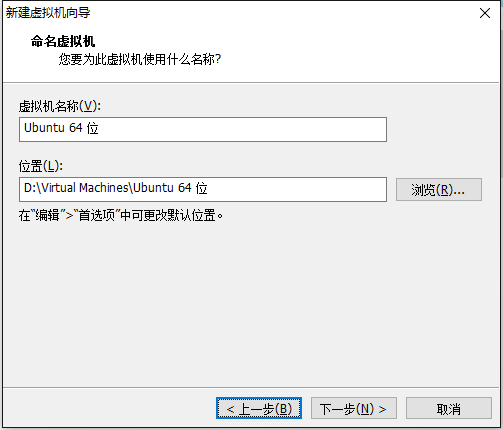 新建虚拟机向导
命名虚拟机
您要为此虚拟机使用什么名称?
虚拟机名称(V):
Ubuntu 64 位
位置(L):
D:\Virtual Machines\Ubuntu 64 位
浏览(R)...
在“编辑”>“首选项”中可更改默认位置。
< 上一步(B)
下一步(N) >
取消